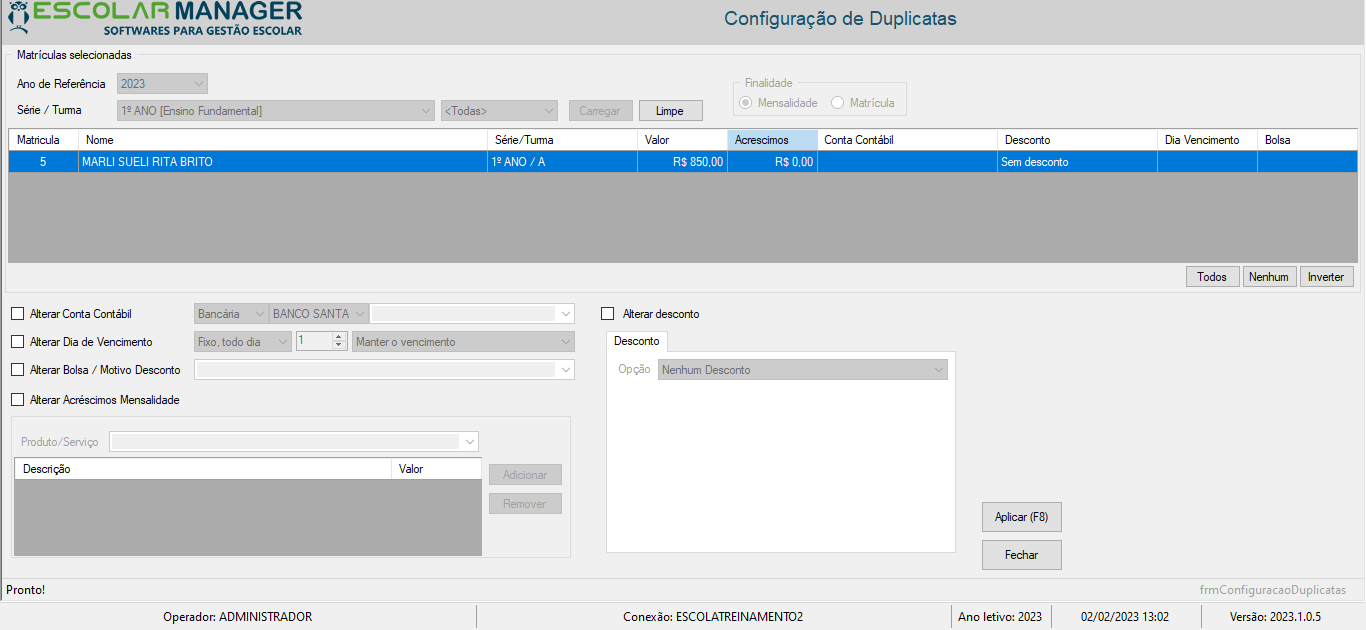 ESCOLAR MANAGER
SOFTWARES PARA GESTÃO ESCOLAR
Configuração de Duplicatas
Matrículas selecionadas
Ano de Referência 2023
Finalidade
Mensalidade Matrícula
Série / Tuma 1º ANO [Ensino Fundamental] <Todas> Carregar Limpe
Matricula Nome Série/Tuma Valor Acrescimos Conta Contábil Desconto Dia Vencimento Bolsa
5 MARLI SUELI RITA BRITO 1º ANO / A R$ 850,00 R$ 0,00 Sem desconto
Todos Nenhum Inverter
Alterar Conta Contábil Bancária BANCO SANTA Alterar desconto
Alterar Dia de Vencimento Fixo, todo dia 1 Manter o vencimento
Desconto
Alterar Bolsa / Motivo Desconto
Opção Nenhum Desconto
Alterar Acréscimos Mensalidade
Produto/Serviço
Descrição Valor
Adicionar
Remover
Aplicar (F8)
Fechar
Pronto! frmConfiguracaoDuplicatas
Operador: ADMINISTRADOR Conexão: ESCOLATREINAMENTO2 Ano letivo: 2023 02/02/2023 13:02 Versão: 2023.1.0.5